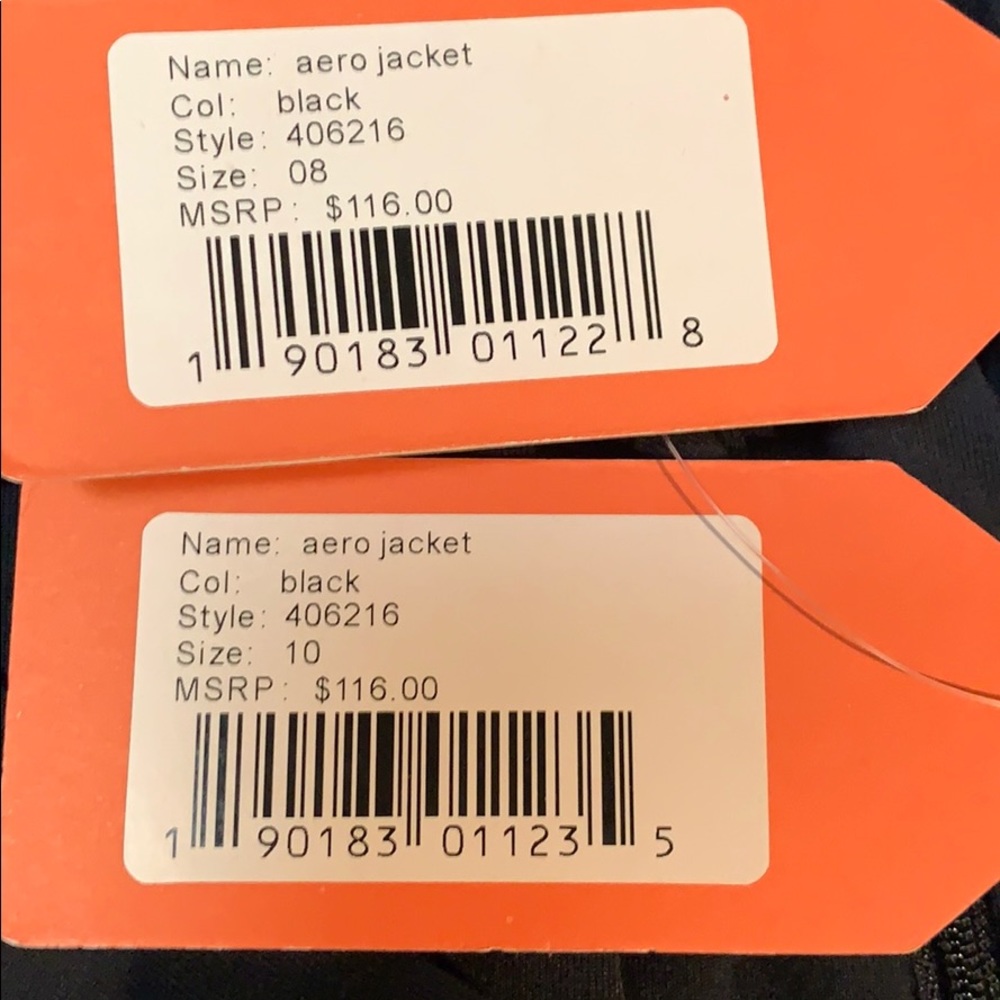 Name: aero jacket
Col: black
Style: 406216
Size: 08
MSRP: $116.00
1 90183 01122 8
Name: aero jacket
Col: black
Style: 406216
Size: 10
MSRP: $116.00
1 90183 01123 5